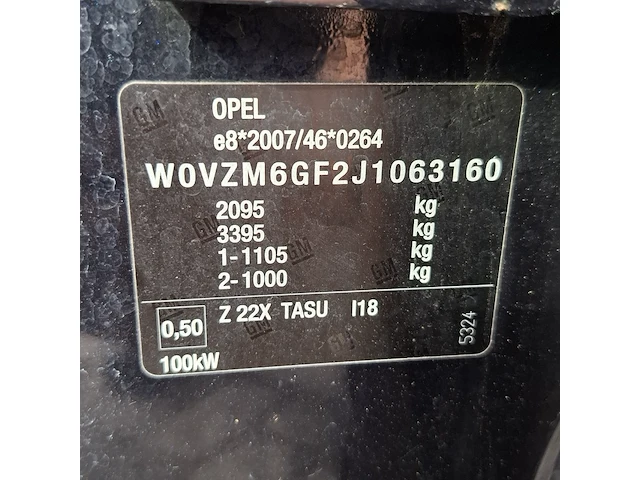 OPEL
e8*2007/46*0264
W0VZM6GF2J1063160
2095 kg
3395 kg
1-1105 kg
2-1000 kg
0,50 Z 22X TASU I18
100kW
5324
GM